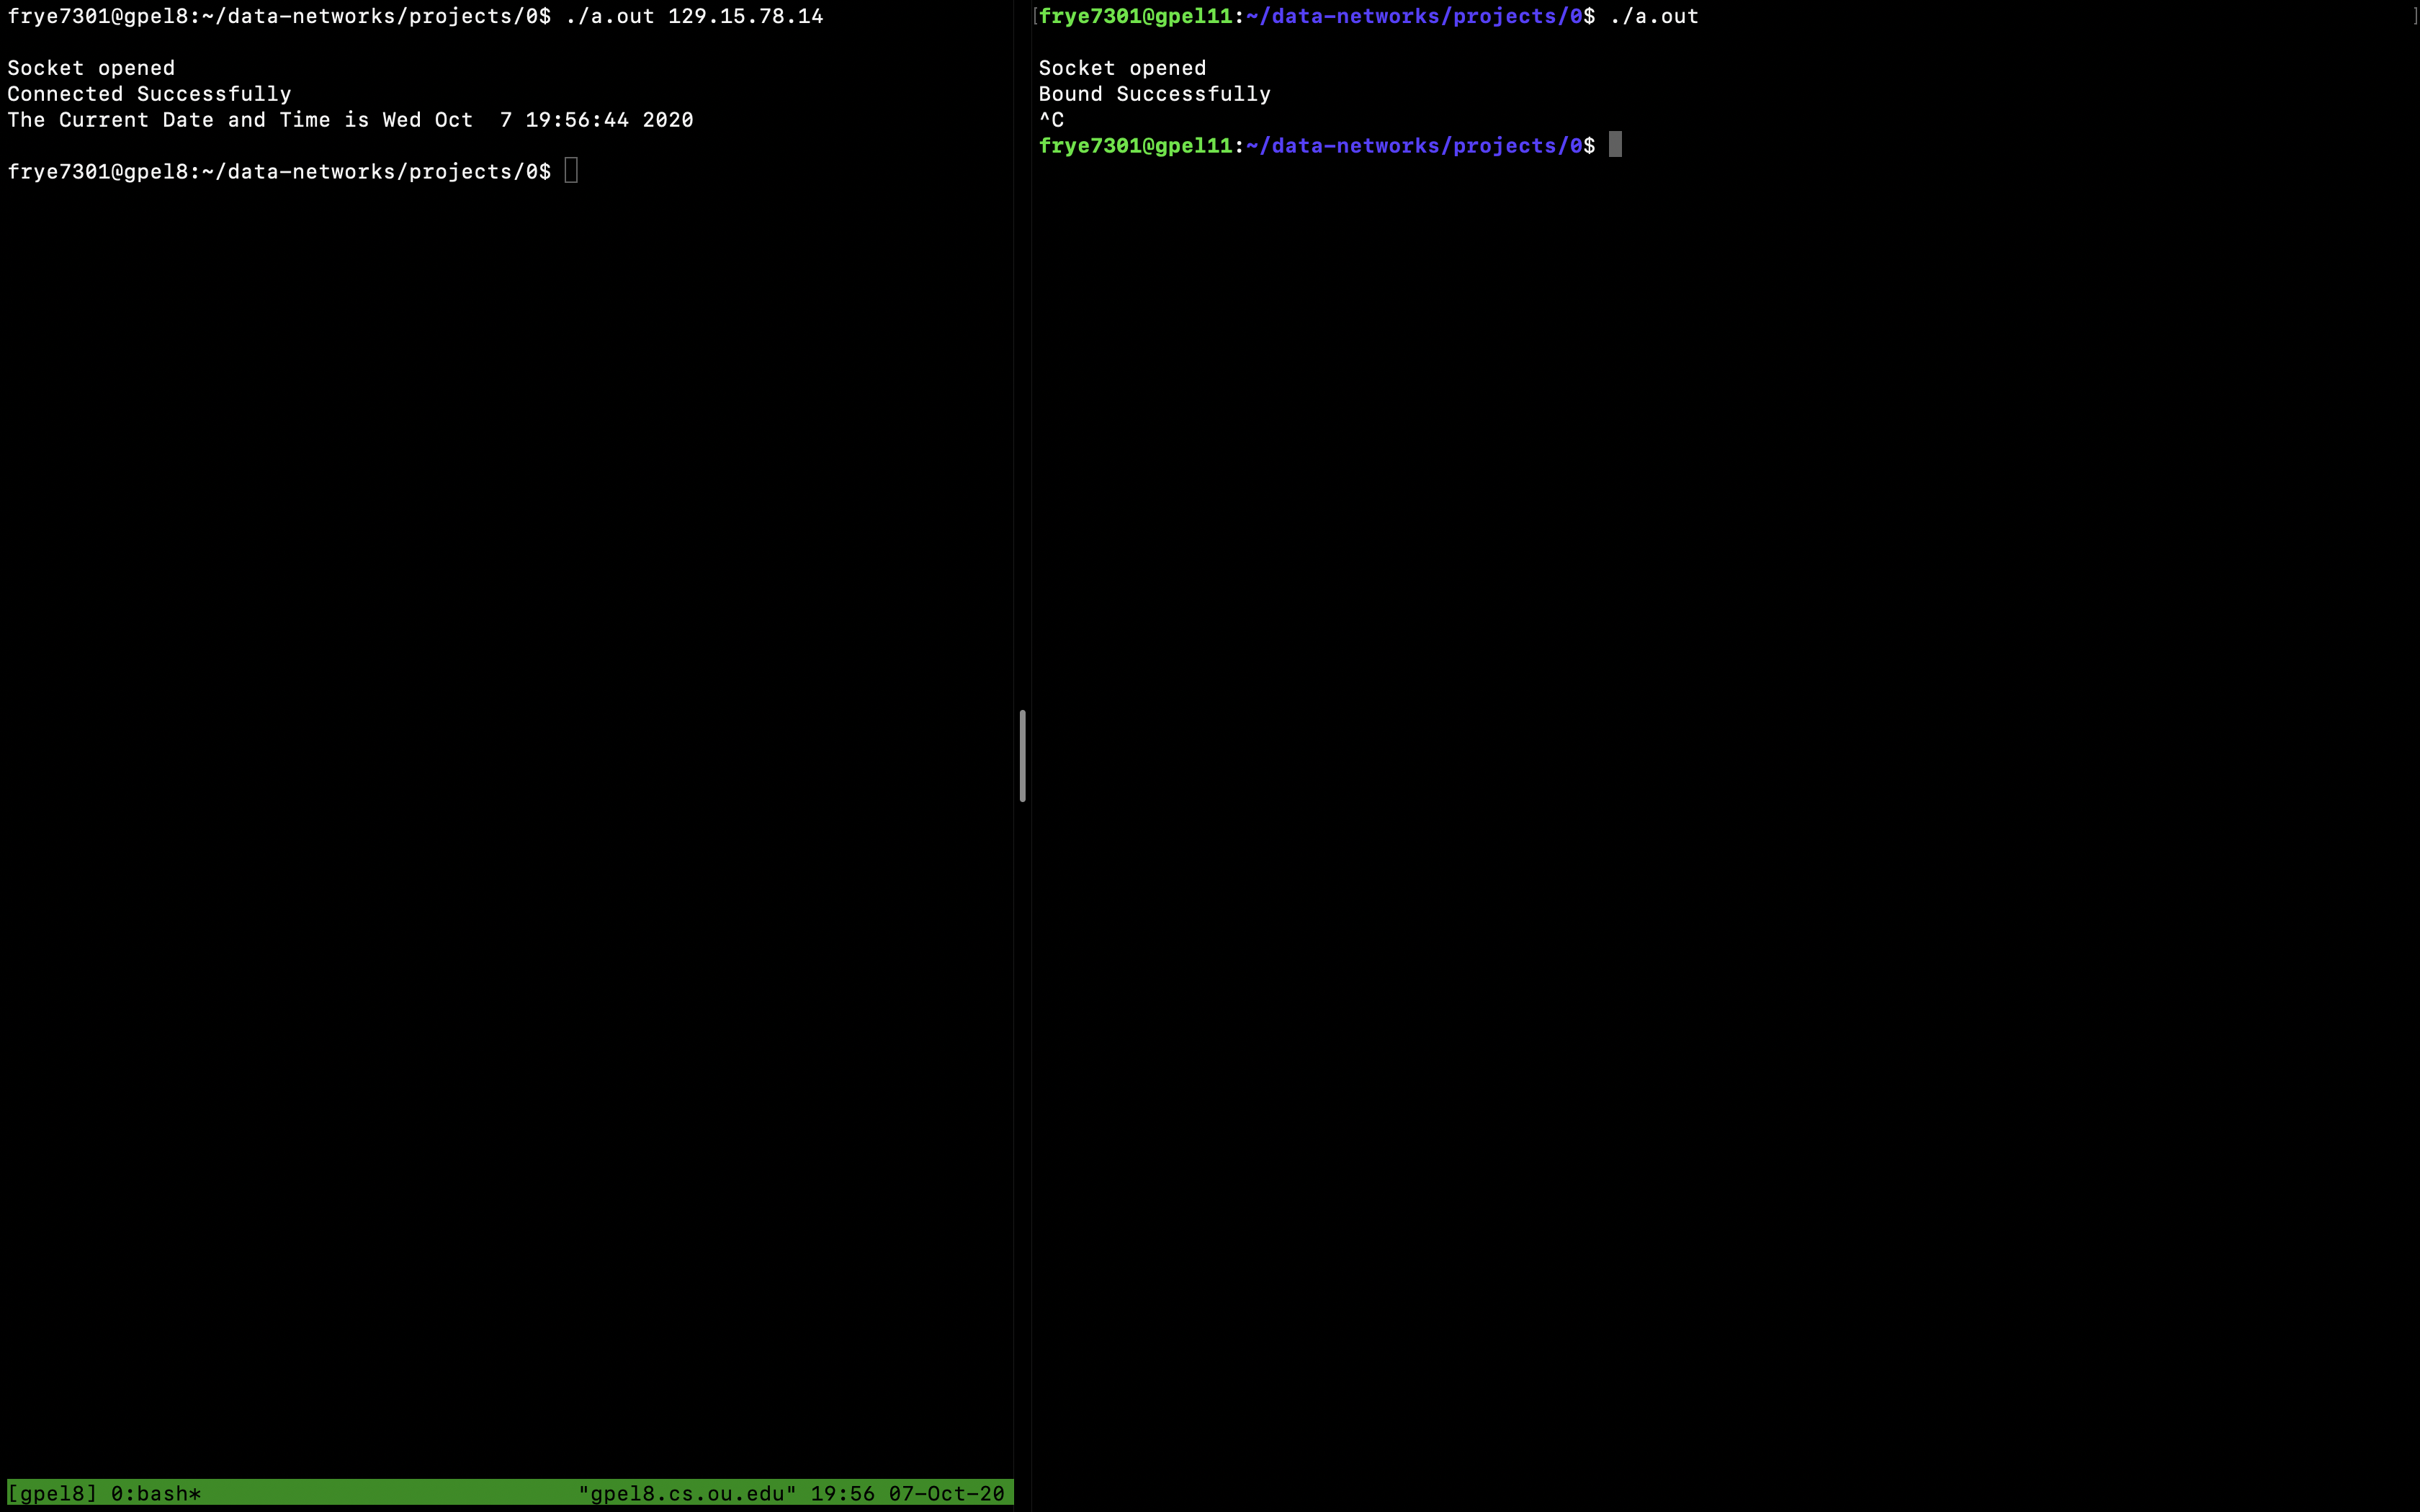 frye7301@gpel8:~/data-networks/projects/0$ ./a.out 129.15.78.14
Socket opened
Connected Successfully
The Current Date and Time is Wed Oct  7 19:56:44 2020
frye7301@gpel8:~/data-networks/projects/0$
[gpel8] 0:bash* "gpel8.cs.ou.edu" 19:56 07-Oct-20
[frye7301@gpel11:~/data-networks/projects/0$ ./a.out ]
Socket opened
Bound Successfully
^C
frye7301@gpel11:~/data-networks/projects/0$